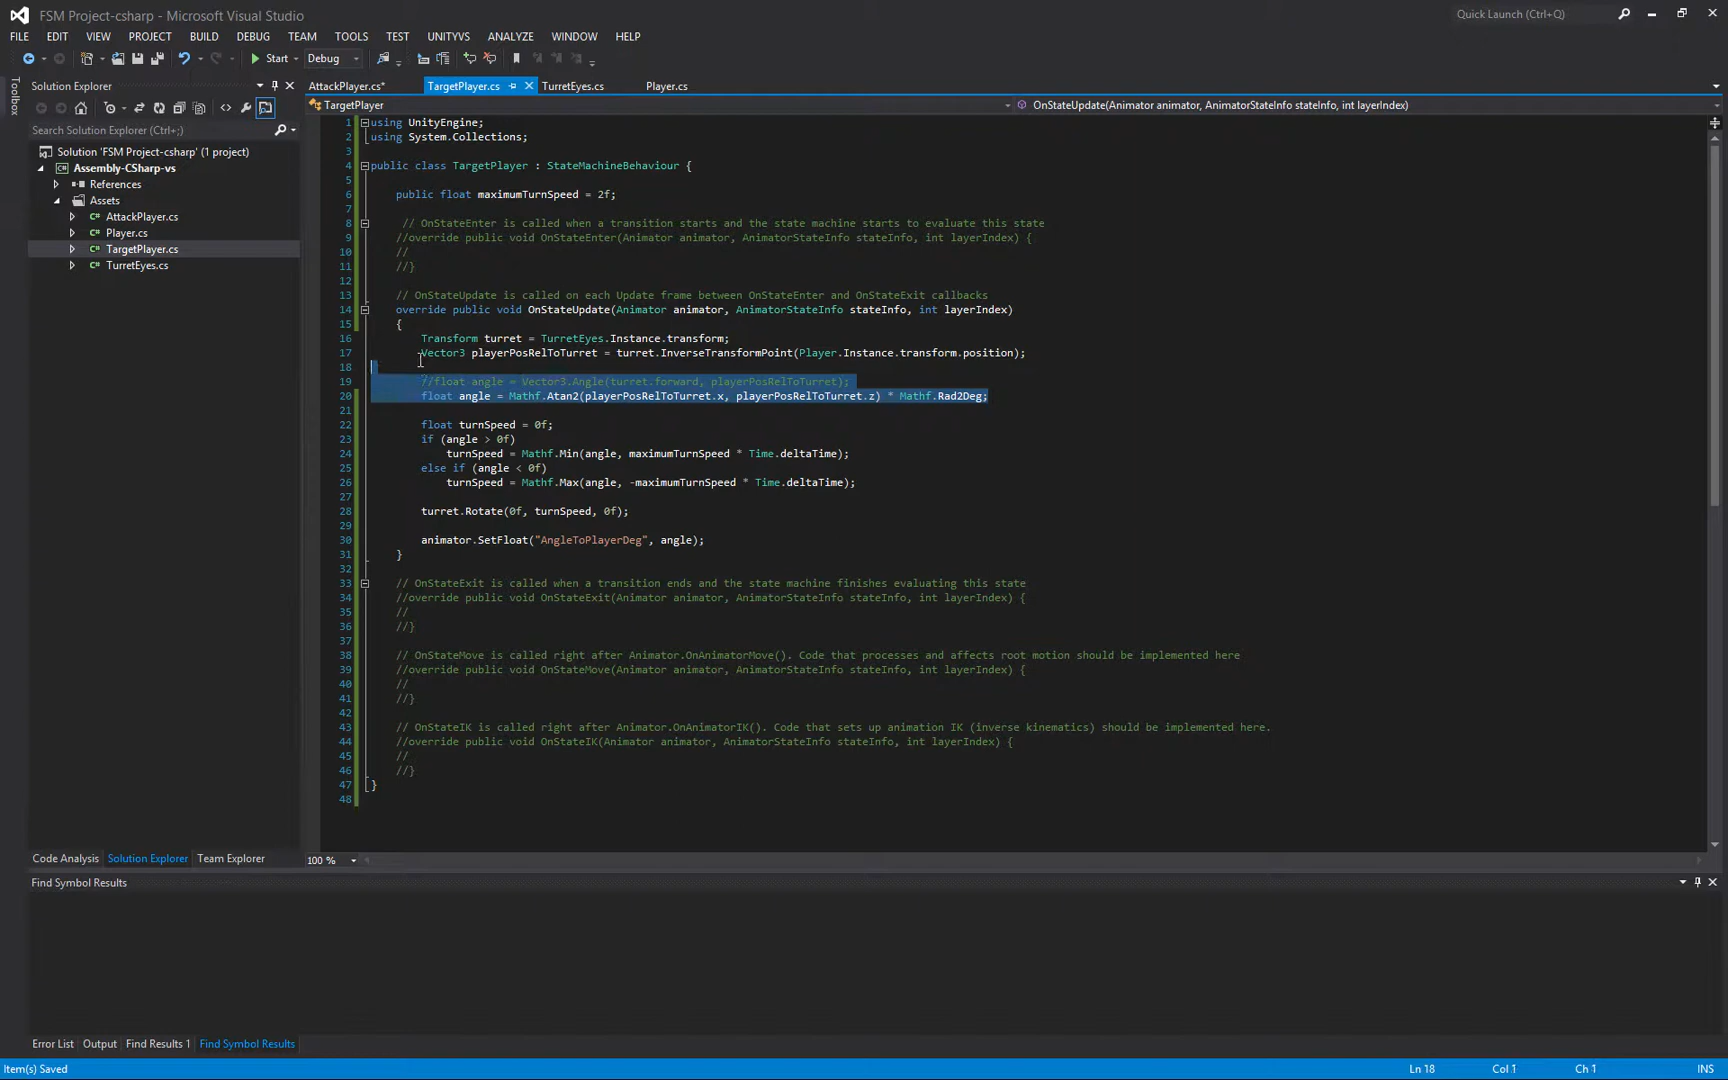 FSM Project-csharp - Microsoft Visual Studio
Quick Launch (Ctrl+Q)
FILE EDIT VIEW PROJECT BUILD DEBUG TEAM TOOLS TEST UNITYVS ANALYZE WINDOW HELP
Start Debug
Toolbox
Solution Explorer
Search Solution Explorer (Ctrl+;)
Solution 'FSM Project-csharp' (1 project)
Assembly-CSharp-vs
References
Assets
AttackPlayer.cs
Player.cs
TargetPlayer.cs
TurretEyes.cs
Code Analysis Solution Explorer Team Explorer
AttackPlayer.cs* TargetPlayer.cs TurretEyes.cs Player.cs
TargetPlayer OnStateUpdate(Animator animator, AnimatorStateInfo stateInfo, int layerIndex)
1 using UnityEngine;
2 using System.Collections;
3
4 public class TargetPlayer : StateMachineBehaviour {
5
6 public float maximumTurnSpeed = 2f;
7
8 // OnStateEnter is called when a transition starts and the state machine starts to evaluate this state
9 //override public void OnStateEnter(Animator animator, AnimatorStateInfo stateInfo, int layerIndex) {
10 //
11 //}
12
13 // OnStateUpdate is called on each Update frame between OnStateEnter and OnStateExit callbacks
14 override public void OnStateUpdate(Animator animator, AnimatorStateInfo stateInfo, int layerIndex)
15 {
16 Transform turret = TurretEyes.Instance.transform;
17 Vector3 playerPosRelToTurret = turret.InverseTransformPoint(Player.Instance.transform.position);
18
19 //float angle = Vector3.Angle(turret.forward, playerPosRelToTurret);
20 float angle = Mathf.Atan2(playerPosRelToTurret.x, playerPosRelToTurret.z) * Mathf.Rad2Deg;
21
22 float turnSpeed = 0f;
23 if (angle > 0f)
24 turnSpeed = Mathf.Min(angle, maximumTurnSpeed * Time.deltaTime);
25 else if (angle < 0f)
26 turnSpeed = Mathf.Max(angle, -maximumTurnSpeed * Time.deltaTime);
27
28 turret.Rotate(0f, turnSpeed, 0f);
29
30 animator.SetFloat("AngleToPlayerDeg", angle);
31 }
32
33 // OnStateExit is called when a transition ends and the state machine finishes evaluating this state
34 //override public void OnStateExit(Animator animator, AnimatorStateInfo stateInfo, int layerIndex) {
35 //
36 //}
37
38 // OnStateMove is called right after Animator.OnAnimatorMove(). Code that processes and affects root motion should be implemented here
39 //override public void OnStateMove(Animator animator, AnimatorStateInfo stateInfo, int layerIndex) {
40 //
41 //}
42
43 // OnStateIK is called right after Animator.OnAnimatorIK(). Code that sets up animation IK (inverse kinematics) should be implemented here.
44 //override public void OnStateIK(Animator animator, AnimatorStateInfo stateInfo, int layerIndex) {
45 //
46 //}
47 }
48
100 %
Find Symbol Results
Error List Output Find Results 1 Find Symbol Results
Item(s) Saved Ln 18 Col 1 Ch 1 INS